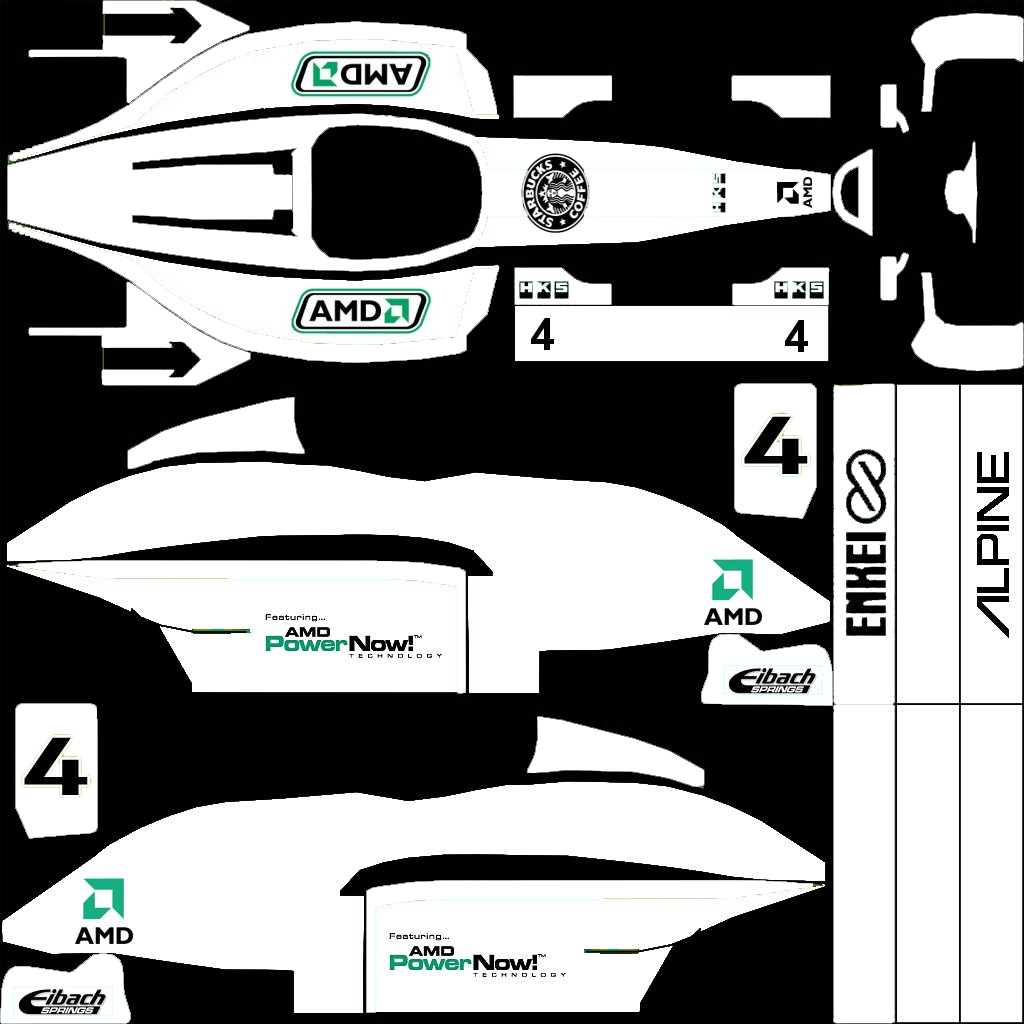 AMD
STARBUCKS COFFEE
HKS
AMD
AMD
HKS
HKS
4
4
4
ENKEI
ALPINE
AMD
Featuring...
AMD
PowerNow!™
TECHNOLOGY
Eibach
SPRINGS
4
AMD
Featuring...
AMD
PowerNow!™
TECHNOLOGY
Eibach
SPRINGS